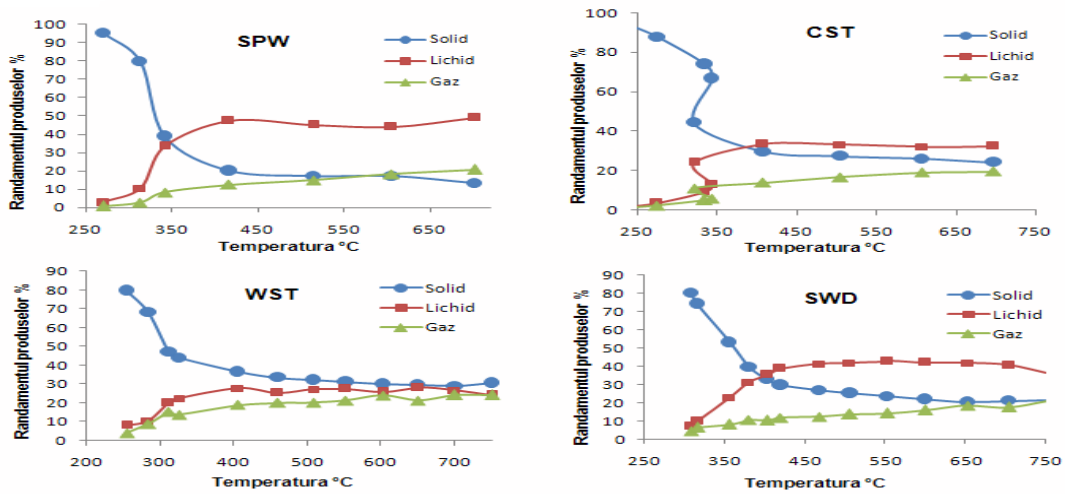 SPW
Randamentul produselor %
100
90
80
70
60
50
40
30
20
10
0
250
350
450
550
650
Temperatura °C
Solid
Lichid
Gaz
CST
Randamentul produselor %
100
80
60
40
20
0
250
350
450
550
650
750
Temperatura °C
Solid
Lichid
Gaz
WST
Randamentul produselor %
90
80
70
60
50
40
30
20
10
0
200
300
400
500
600
700
Temperatura °C
Solid
Lichid
Gaz
SWD
Randamentul produselor %
90
80
70
60
50
40
30
20
10
0
250
350
450
550
650
750
Temperatura °C
Solid
Lichid
Gaz